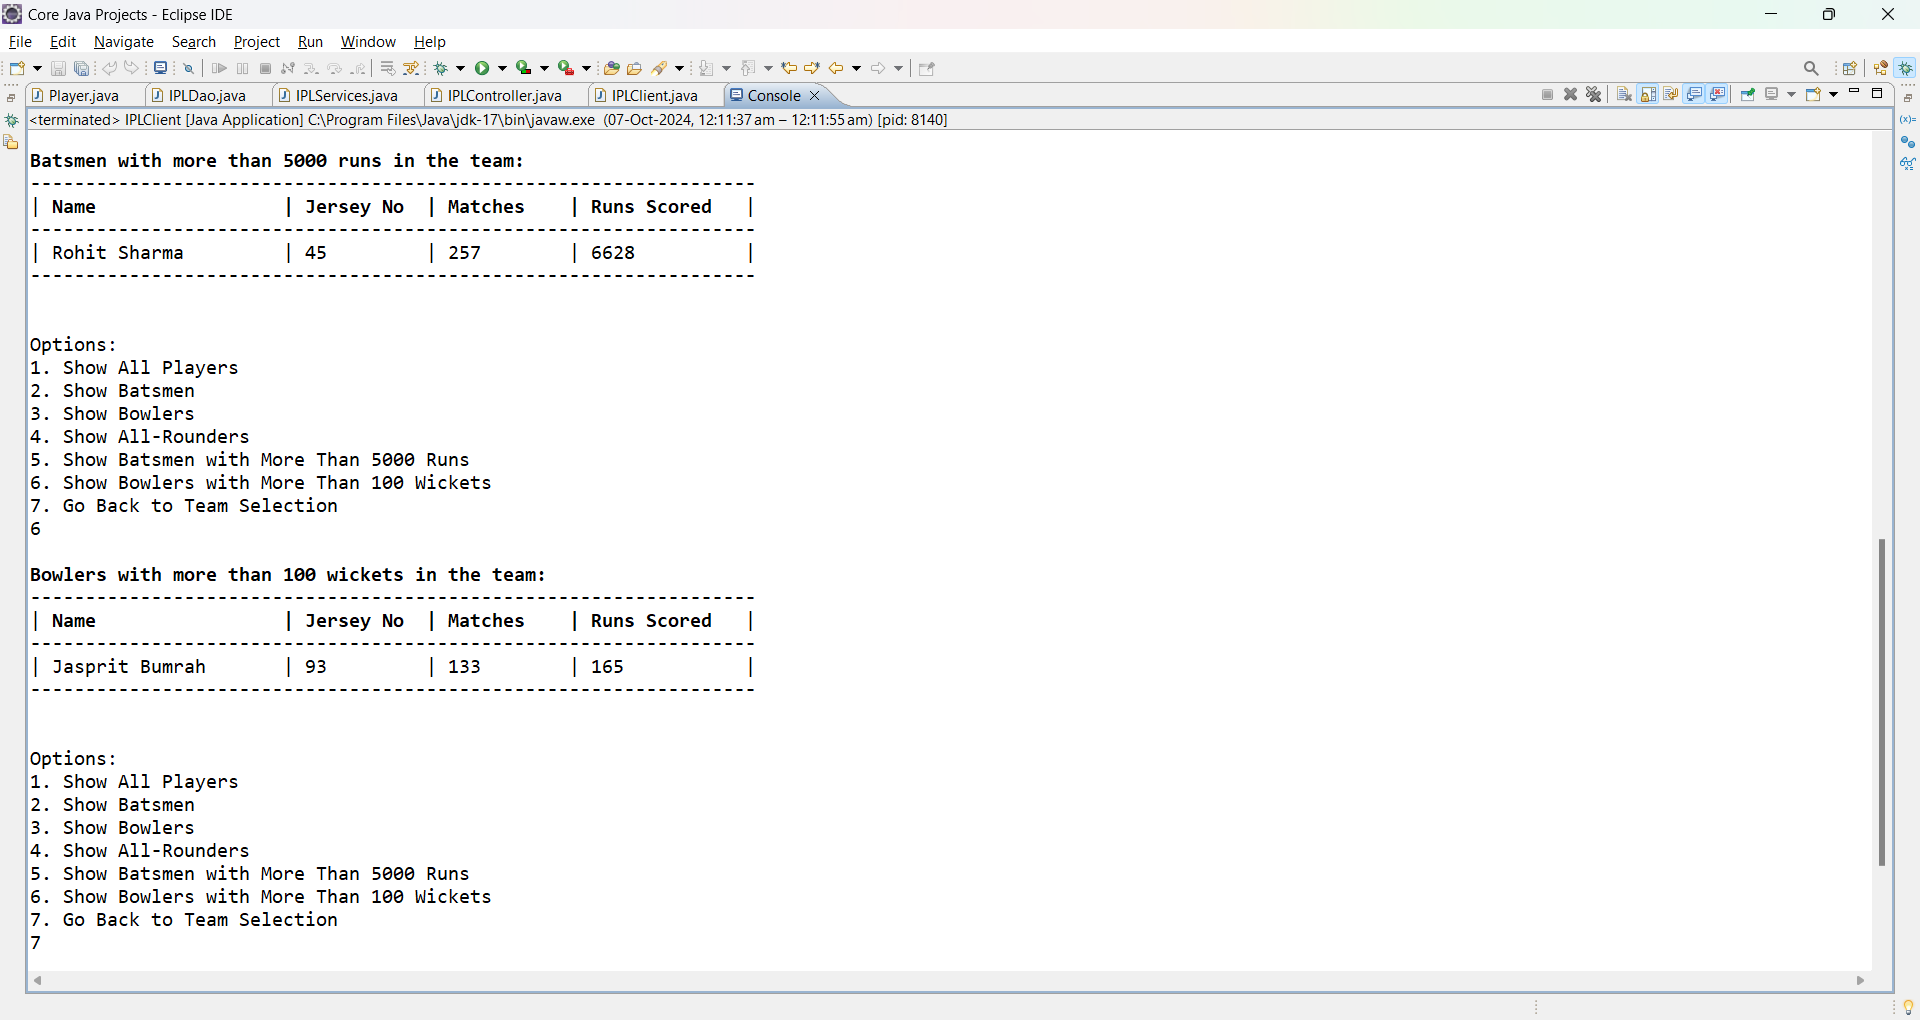 Core Java Projects - Eclipse IDE
File Edit Navigate Search Project Run Window Help
Player.java IPLDao.java IPLServices.java IPLController.java IPLClient.java Console
<terminated> IPLClient [Java Application] C:\Program Files\Java\jdk-17\bin\javaw.exe (07-Oct-2024, 12:11:37 am – 12:11:55 am) [pid: 8140]
Batsmen with more than 5000 runs in the team:
------------------------------------------------------------------
| Name                 | Jersey No  | Matches    | Runs Scored   |
------------------------------------------------------------------
| Rohit Sharma         | 45         | 257        | 6628          |
------------------------------------------------------------------
Options:
1. Show All Players
2. Show Batsmen
3. Show Bowlers
4. Show All-Rounders
5. Show Batsmen with More Than 5000 Runs
6. Show Bowlers with More Than 100 Wickets
7. Go Back to Team Selection
6
Bowlers with more than 100 wickets in the team:
------------------------------------------------------------------
| Name                 | Jersey No  | Matches    | Runs Scored   |
------------------------------------------------------------------
| Jasprit Bumrah       | 93         | 133        | 165           |
------------------------------------------------------------------
Options:
1. Show All Players
2. Show Batsmen
3. Show Bowlers
4. Show All-Rounders
5. Show Batsmen with More Than 5000 Runs
6. Show Bowlers with More Than 100 Wickets
7. Go Back to Team Selection
7